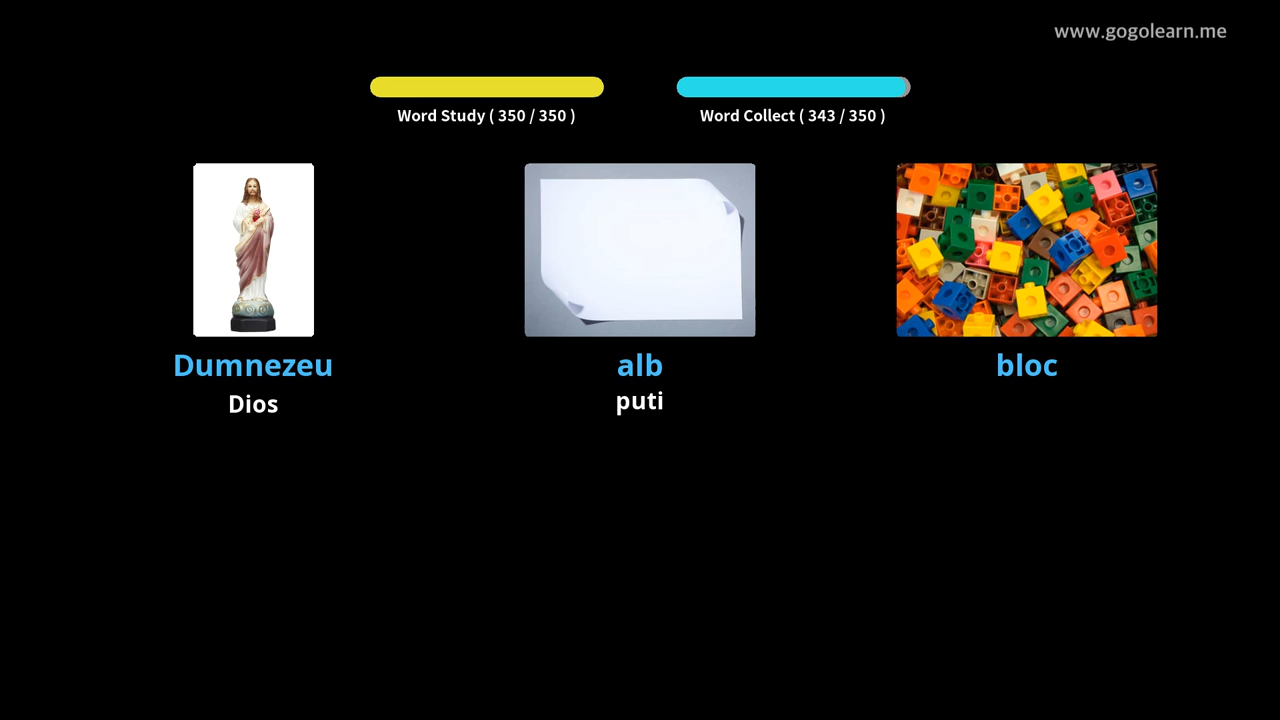 www.gogolearn.me
Word Study ( 350 / 350 )
Word Collect ( 343 / 350 )
Dumnezeu
Dios
alb
puti
bloc